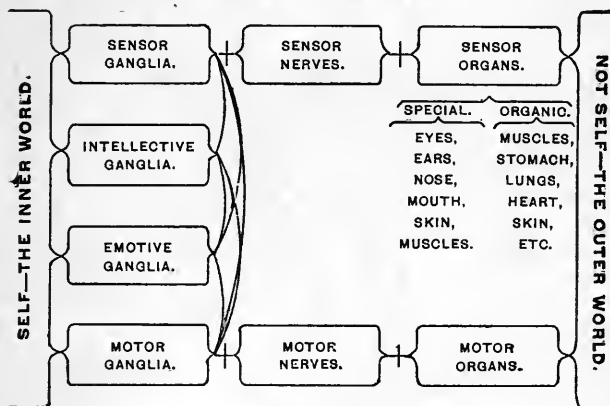 SELF—THE INNER WORLD.
SENSOR
GANGLIA.
SENSOR
NERVES.
SENSOR
ORGANS.
SPECIAL.
EYES,
EARS,
NOSE,
MOUTH,
SKIN,
MUSCLES.
ORGANIC.
MUSCLES,
STOMACH,
LUNGS,
HEART,
SKIN,
ETC.
INTELLECTIVE
GANGLIA.
EMOTIVE
GANGLIA.
MOTOR
GANGLIA.
MOTOR
NERVES.
MOTOR
ORGANS.
NOT SELF—THE OUTER WORLD.